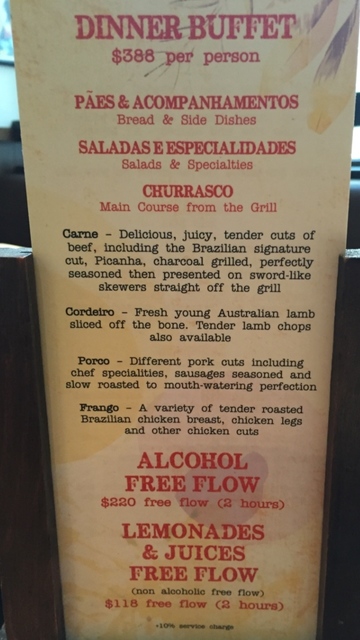 DINNER BUFFET
$388 per person
PÃES & ACOMPANHAMENTOS
Bread & Side Dishes
SALADAS E ESPECIALIDADES
Salads & Specialties
CHURRASCO
Main Course from the Grill
Carne – Delicious, juicy, tender cuts of
beef, including the Brazilian signature
cut, Picanha, charcoal grilled, perfectly
seasoned then presented on sword-like
skewers straight off the grill
Cordeiro – Fresh young Australian lamb
sliced off the bone. Tender lamb chops
also available
Porco – Different pork cuts including
chef specialities, sausages seasoned and
slow roasted to mouth-watering perfection
Frango – A variety of tender roasted
Brazilian chicken breast, chicken legs
and other chicken cuts
ALCOHOL
FREE FLOW
$220 free flow (2 hours)
LEMONADES
& JUICES
FREE FLOW
(non alcoholic free flow)
$118 free flow (2 hours)
+10% service charge